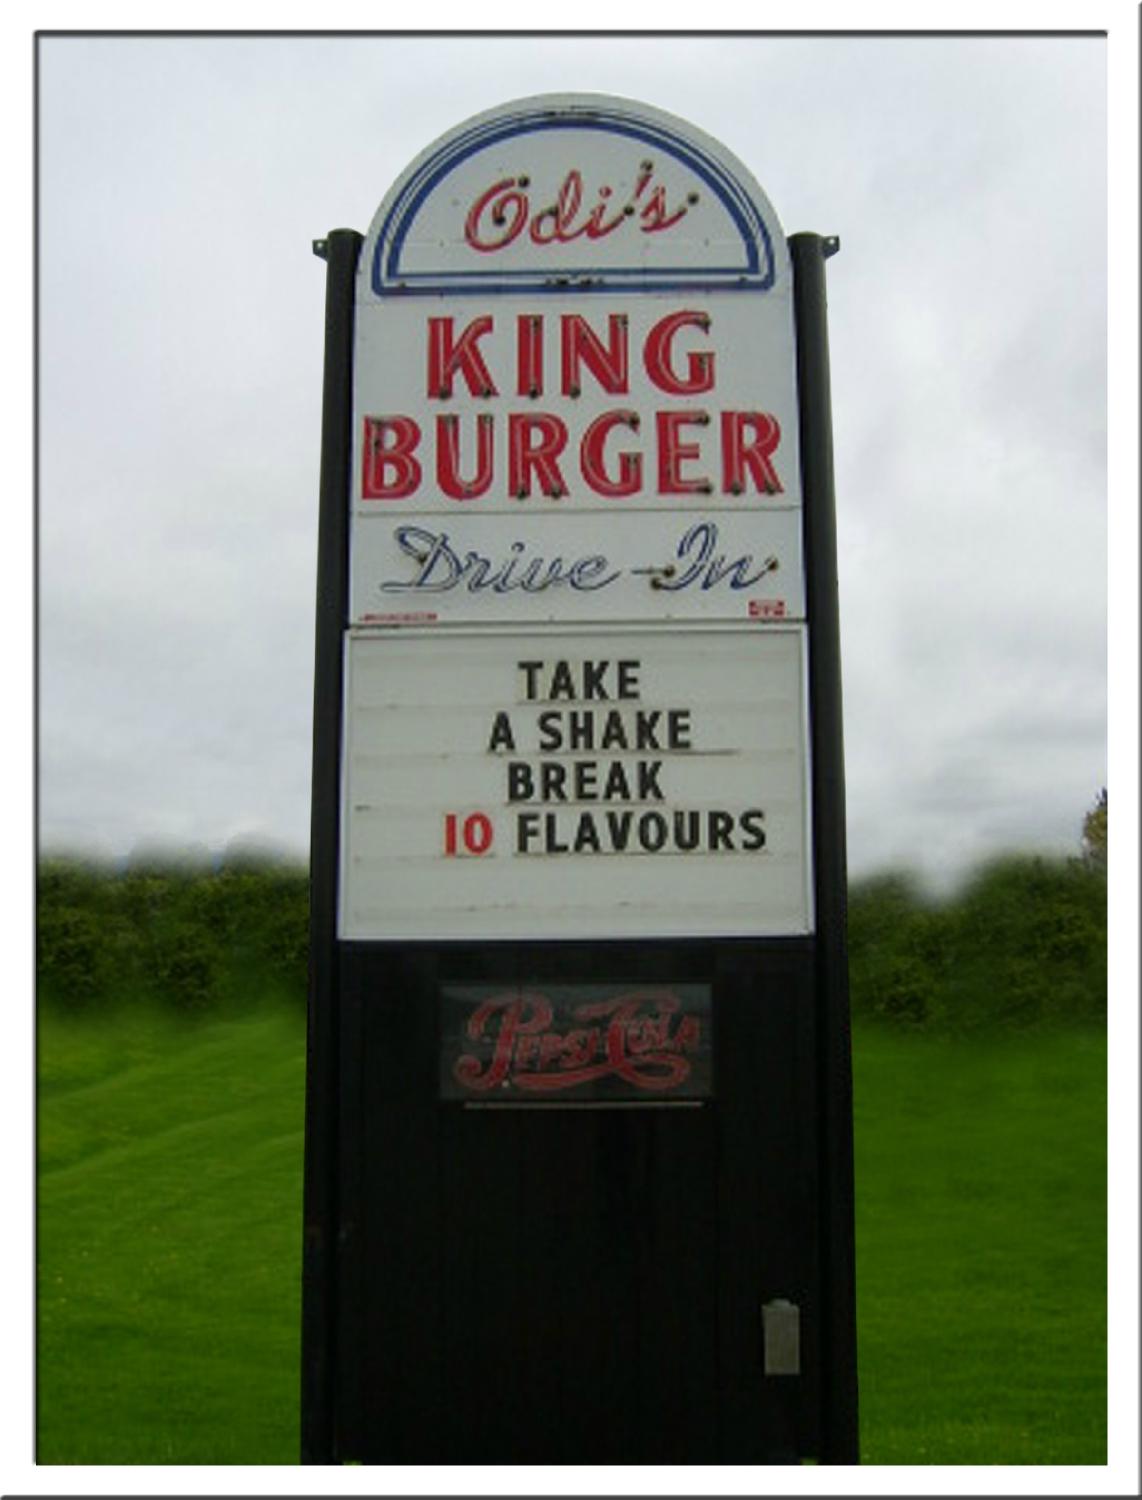 Odi's
KING
BURGER
Drive-In
TAKE
A SHAKE
BREAK
10 FLAVOURS
PEPSI COLA